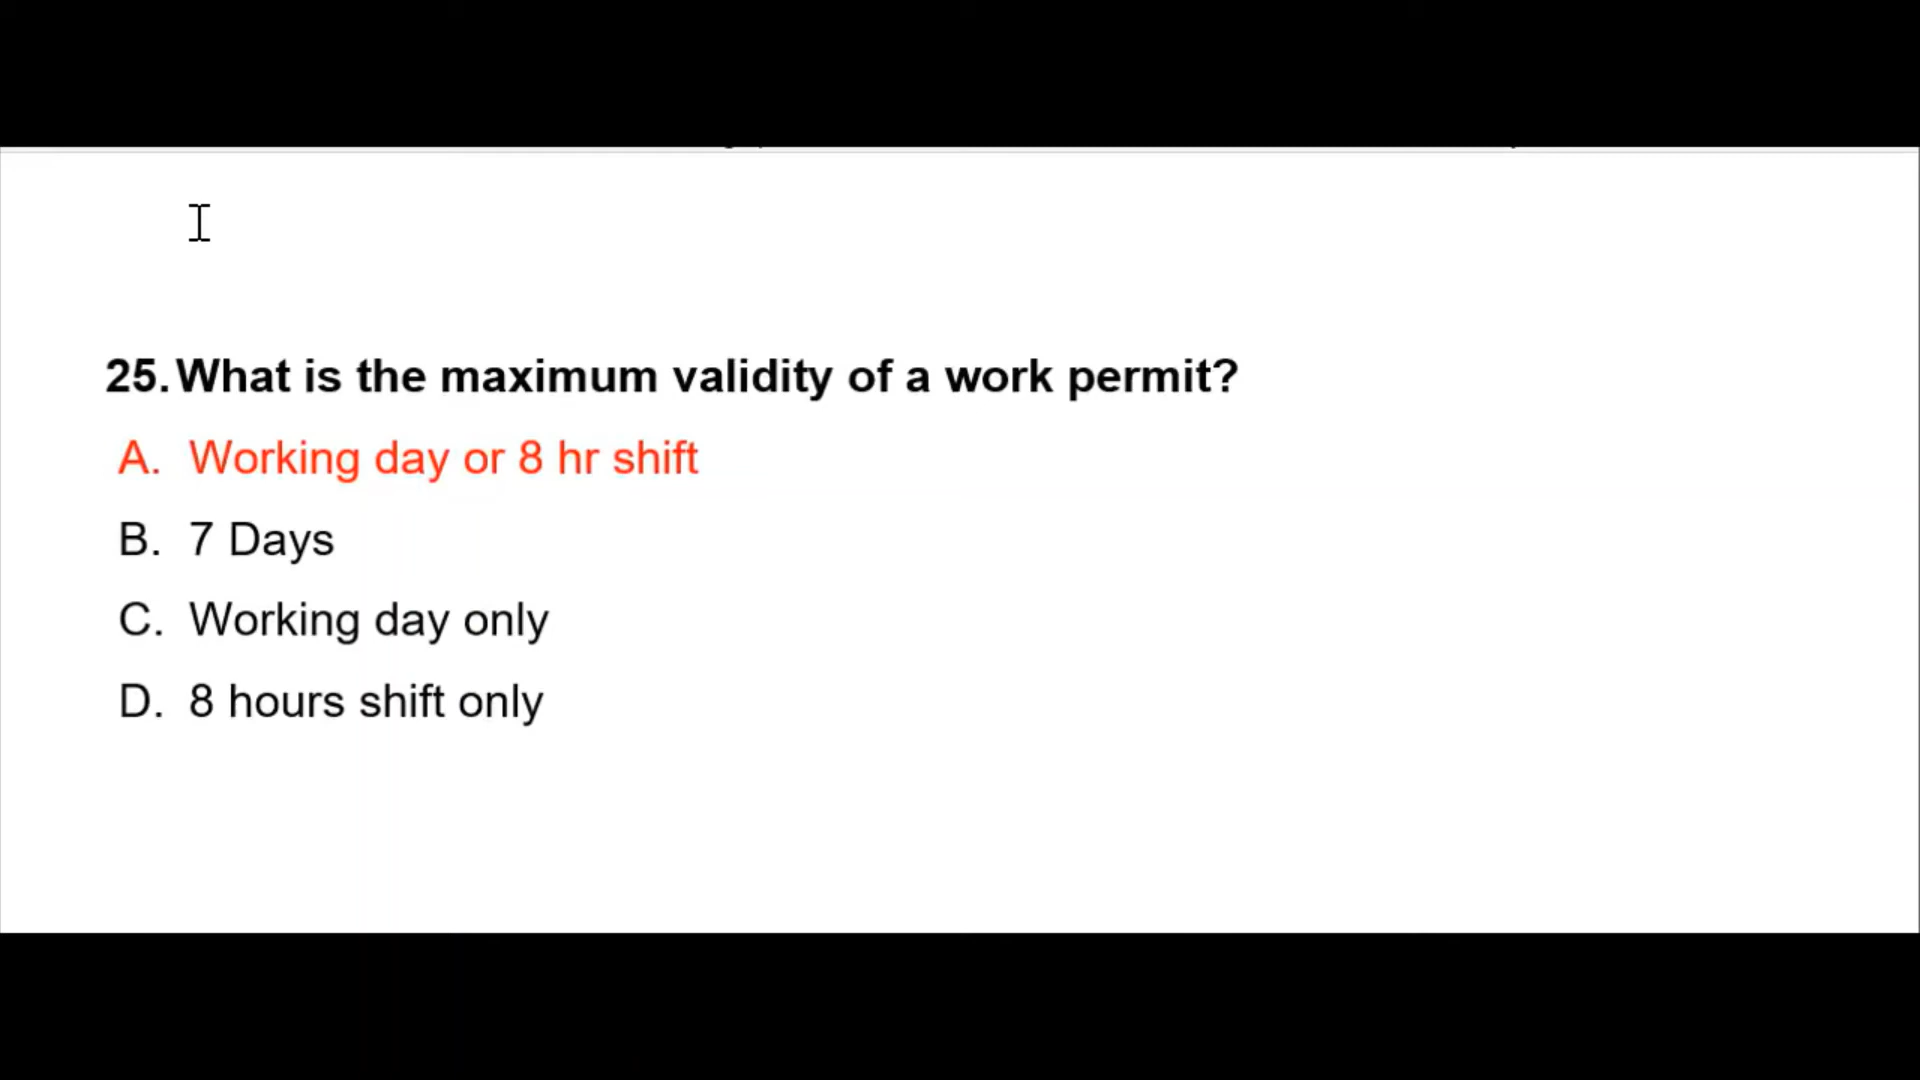 25. What is the maximum validity of a work permit?
A. Working day or 8 hr shift
B. 7 Days
C. Working day only
D. 8 hours shift only